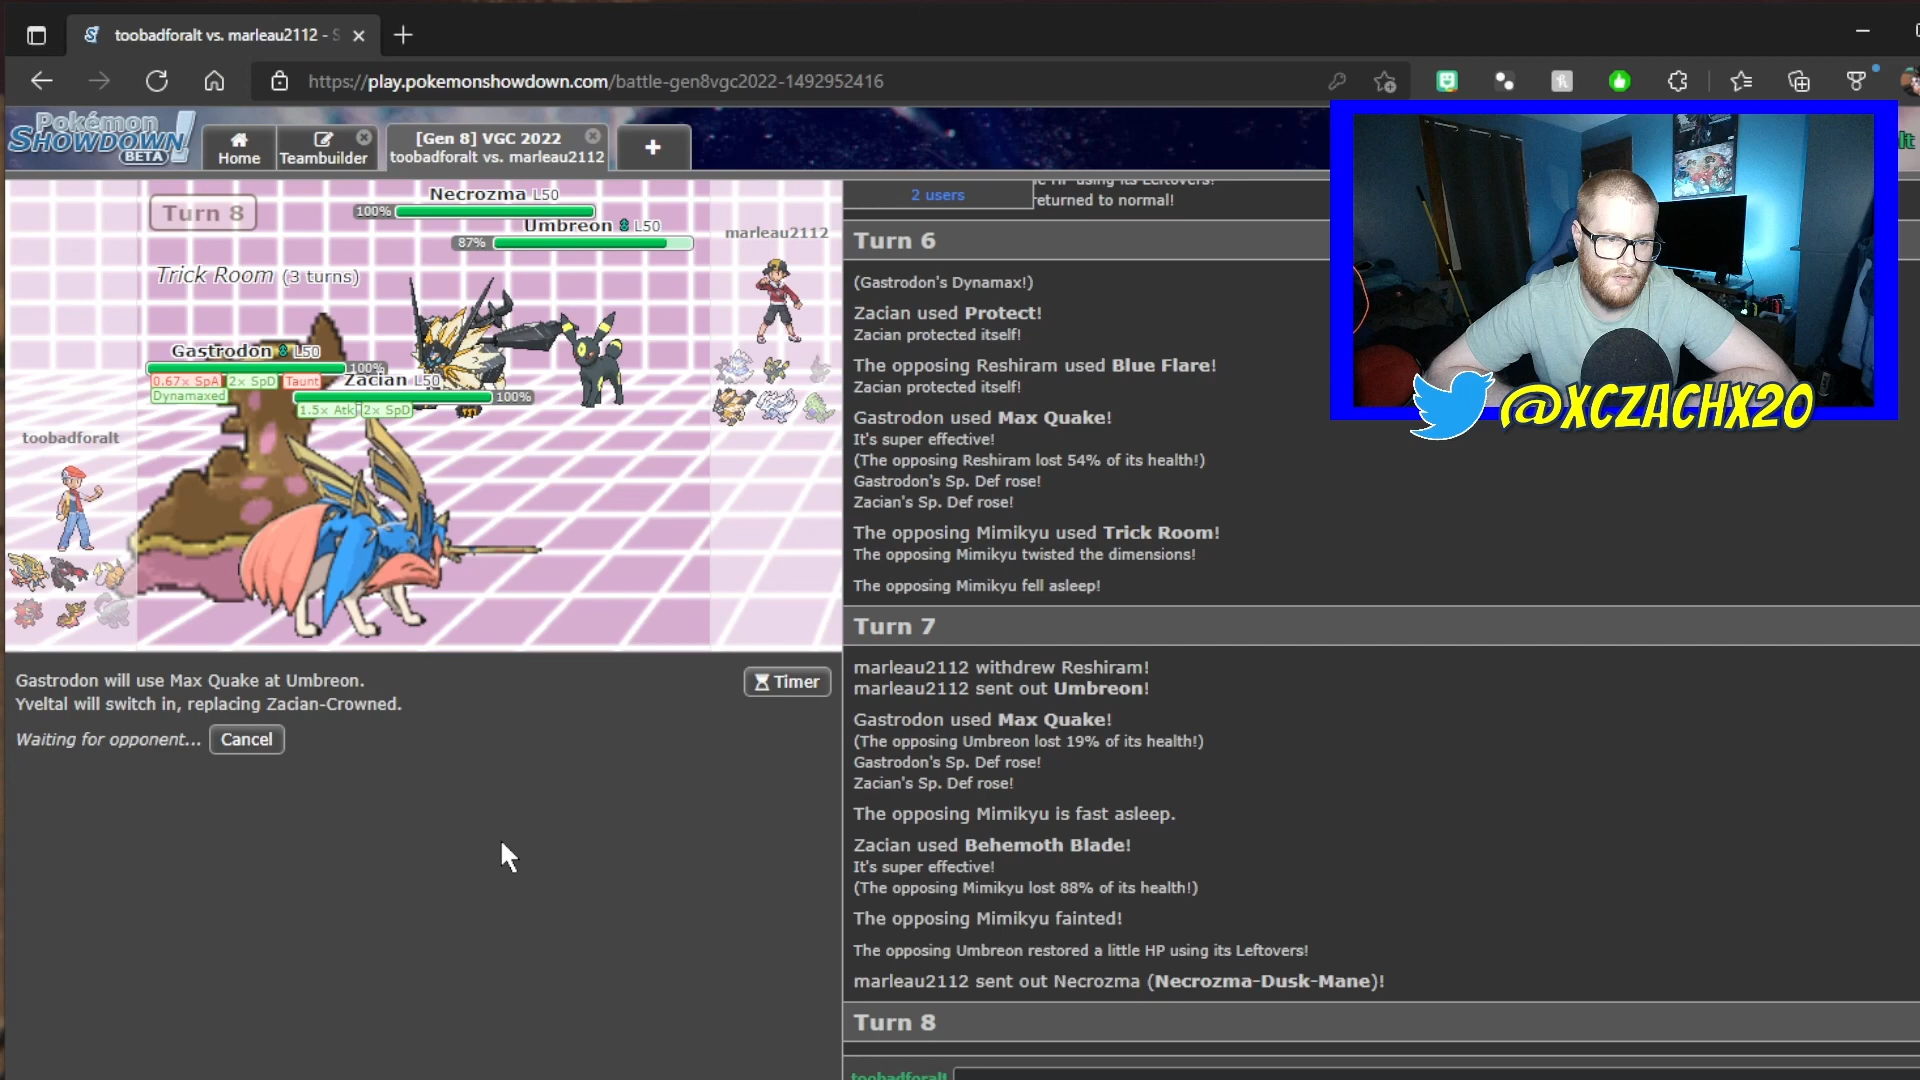 toobadforalt vs. marleau2112 - S
https://play.pokemonshowdown.com/battle-gen8vgc2022-1492952416
Pokémon
SHOWDOWN!
BETA
Home
Teambuilder
[Gen 8] VGC 2022
toobadforalt vs. marleau2112
+
Turn 8
Necrozma L50
100%
Umbreon L50
87%
marleau2112
Trick Room (3 turns)
Gastrodon L50
100%
0.67x SpA 2x SpD Taunt
Dynamaxed
Zacian L50
100%
1.5x Atk 2x SpD
toobadforalt
Gastrodon will use Max Quake at Umbreon.
Yveltal will switch in, replacing Zacian-Crowned.
Waiting for opponent... Cancel
Timer
2 users
HP using its Leftovers!
returned to normal!
Turn 6
(Gastrodon's Dynamax!)
Zacian used Protect!
Zacian protected itself!
The opposing Reshiram used Blue Flare!
Zacian protected itself!
Gastrodon used Max Quake!
It's super effective!
(The opposing Reshiram lost 54% of its health!)
Gastrodon's Sp. Def rose!
Zacian's Sp. Def rose!
The opposing Mimikyu used Trick Room!
The opposing Mimikyu twisted the dimensions!
The opposing Mimikyu fell asleep!
Turn 7
marleau2112 withdrew Reshiram!
marleau2112 sent out Umbreon!
Gastrodon used Max Quake!
(The opposing Umbreon lost 19% of its health!)
Gastrodon's Sp. Def rose!
Zacian's Sp. Def rose!
The opposing Mimikyu is fast asleep.
Zacian used Behemoth Blade!
It's super effective!
(The opposing Mimikyu lost 88% of its health!)
The opposing Mimikyu fainted!
The opposing Umbreon restored a little HP using its Leftovers!
marleau2112 sent out Necrozma (Necrozma-Dusk-Mane)!
Turn 8
toobadforalt
@XCZACHX20
lt